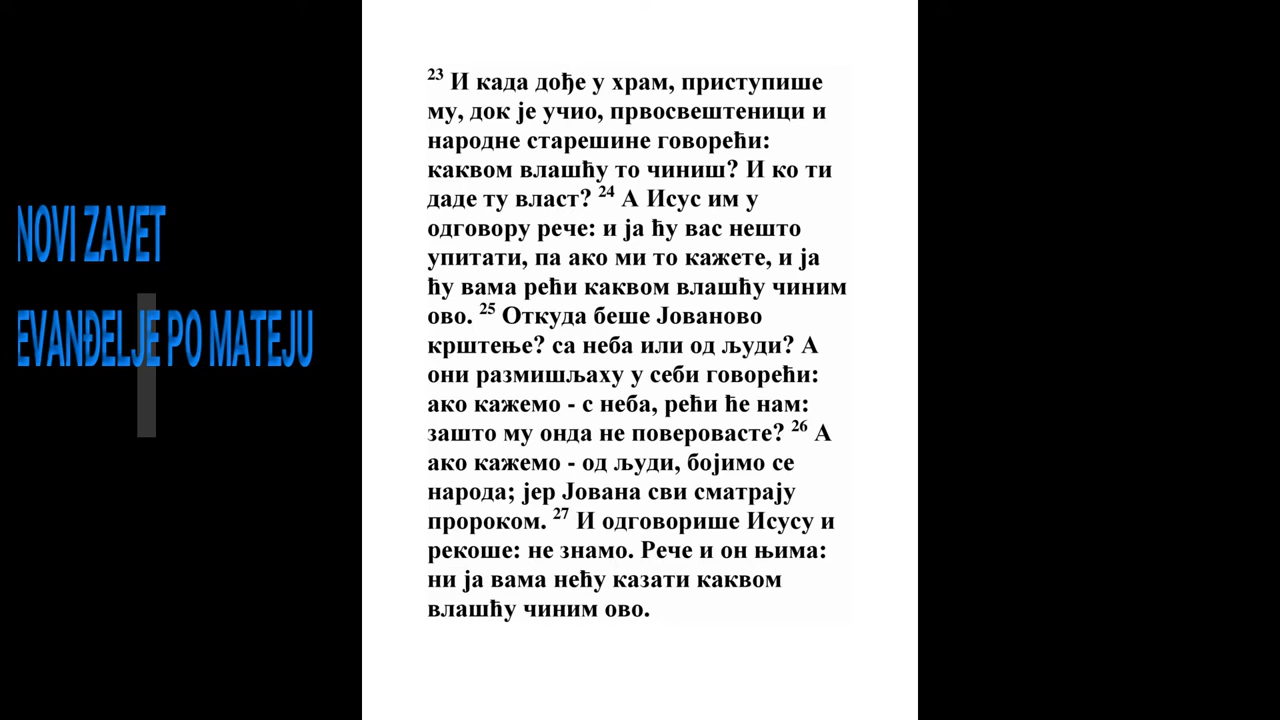 NOVI ZAVET
EVANĐELJE PO MATEJU
23 И када дође у храм, приступише
му, док је учио, првосвештеници и
народне старешине говорећи:
каквом влашћу то чиниш? И ко ти
даде ту власт? 24 А Исус им у
одговору рече: и ја ћу вас нешто
упитати, па ако ми то кажете, и ја
ћу вама рећи каквом влашћу чиним
ово. 25 Откуда беше Јованово
крштење? са неба или од људи? А
они размишљаху у себи говорећи:
ако кажемо - с неба, рећи ће нам:
зашто му онда не поверовасте? 26 А
ако кажемо - од људи, бојимо се
народа; јер Јована сви сматрају
пророком. 27 И одговорише Исусу и
рекоше: не знамо. Рече и он њима:
ни ја вама нећу казати каквом
влашћу чиним ово.